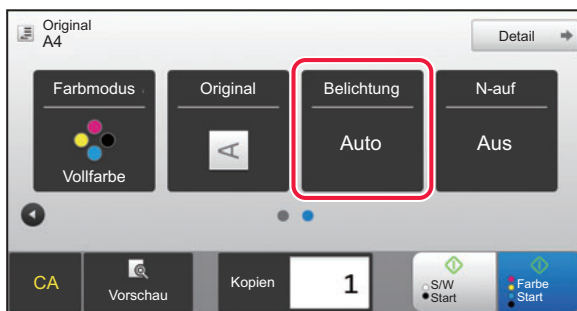 Original
A4
Detail
Farbmodus
Original
Belichtung
N-auf
A
Auto
Aus
Vollfarbe
CA
Vorschau
Kopien
1
S/W
Start
Farbe
Start